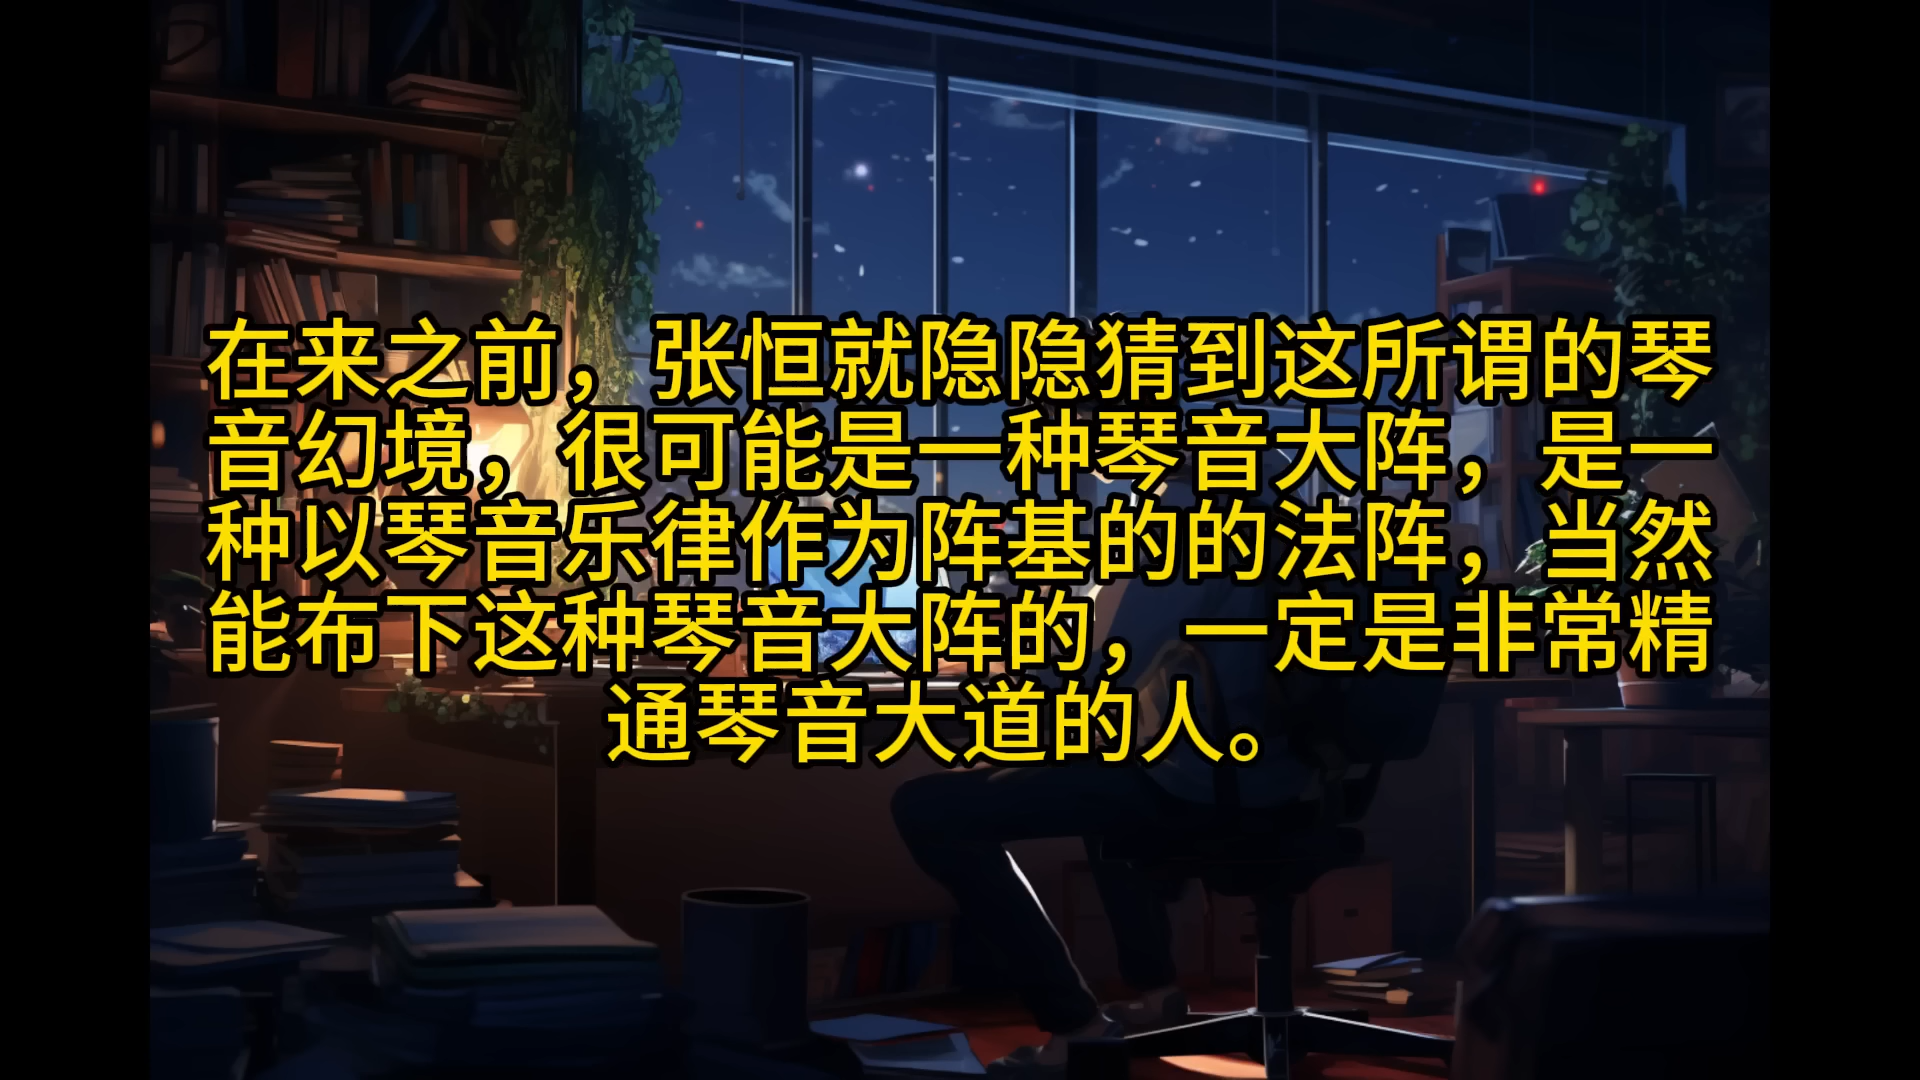 在来之前，张恒就隐隐猜到这所谓的琴
音幻境，很可能是一种琴音大阵，是一
种以琴音乐律作为阵基的的法阵，当然
能布下这种琴音大阵的，一定是非常精
通琴音大道的人。